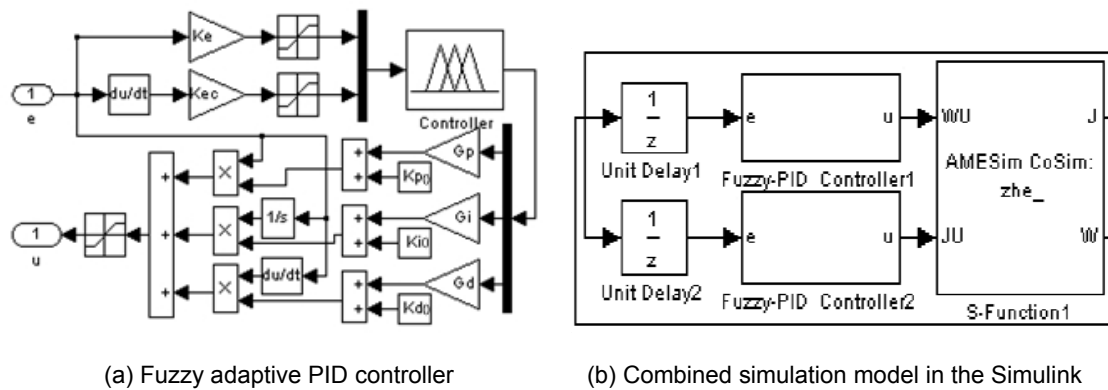 Ke
du/dt
Kec
1
e
Controller
Gp
+
+
Kp0
×
+
1/s
Gi
+
+
Ki0
×
+
1
u
du/dt
Gd
+
+
Kd0
×
+
(a) Fuzzy adaptive PID controller
1
z
Unit Delay1
e
u
Fuzzy-PID Controller1
WU
J
AMESim CoSim:
zhe_
1
z
Unit Delay2
e
u
Fuzzy-PID Controller2
JU
W
S-Function1
(b) Combined simulation model in the Simulink